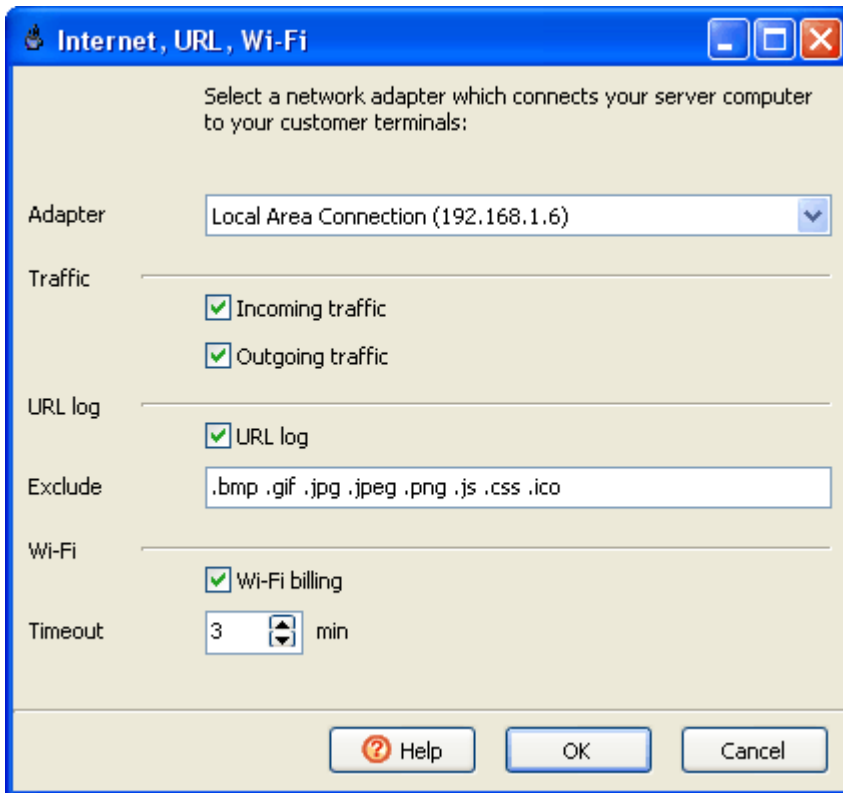 Internet, URL, Wi-Fi
Select a network adapter which connects your server computer
to your customer terminals:
Adapter
Local Area Connection (192.168.1.6)
Traffic
Incoming traffic
Outgoing traffic
URL log
URL log
Exclude
.bmp .gif .jpg .jpeg .png .js .css .ico
Wi-Fi
Wi-Fi billing
Timeout
3
min
Help
OK
Cancel